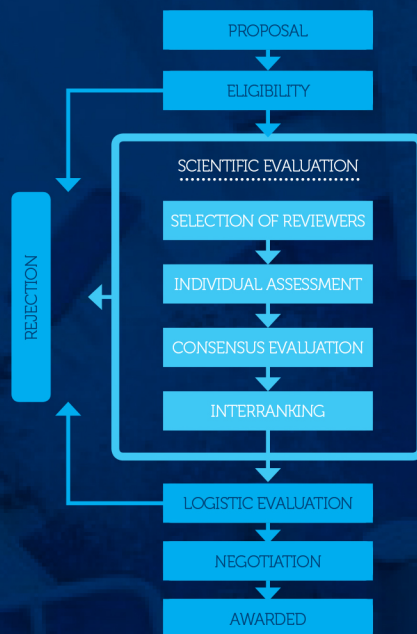 PROPOSAL
ELIGIBILITY
SCIENTIFIC EVALUATION
SELECTION OF REVIEWERS
INDIVIDUAL ASSESSMENT
CONSENSUS EVALUATION
INTERRANKING
REJECTION
LOGISTIC EVALUATION
NEGOTIATION
AWARDED